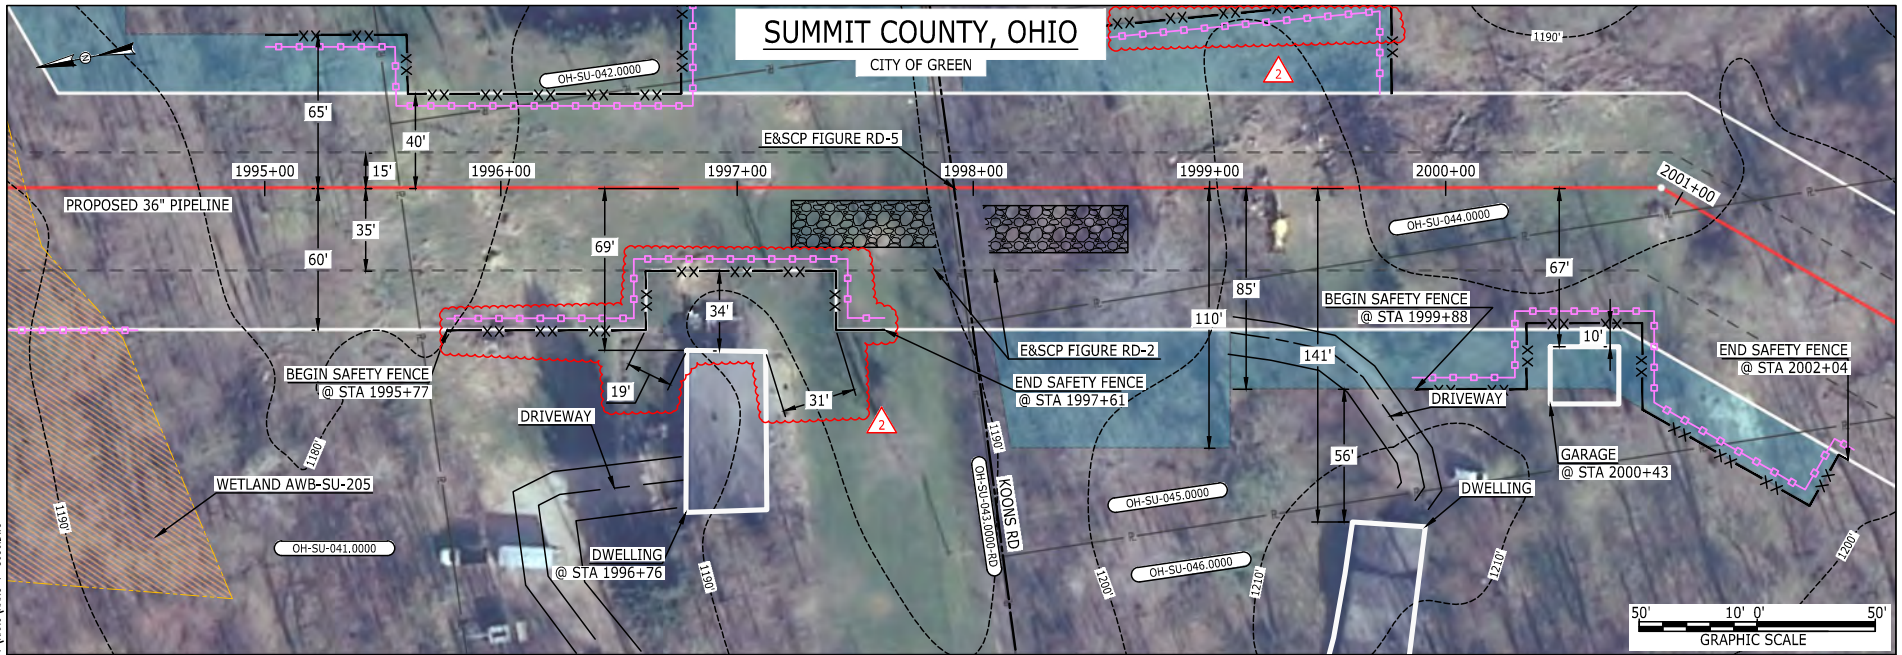 SUMMIT COUNTY, OHIO
CITY OF GREEN
N
OH-SU-042.0000
2
1190'
65'
40'
E&SCP FIGURE RD-5
1995+00
15'
1996+00
1997+00
1998+00
1999+00
2000+00
2001+00
PROPOSED 36" PIPELINE
35'
60'
69'
OH-SU-044.0000
67'
85'
34'
110'
BEGIN SAFETY FENCE
@ STA 1999+88
10'
E&SCP FIGURE RD-2
141'
END SAFETY FENCE
@ STA 2002+04
BEGIN SAFETY FENCE
@ STA 1995+77
END SAFETY FENCE
@ STA 1997+61
19'
31'
DRIVEWAY
DRIVEWAY
2
1180'
1190'
56'
GARAGE
@ STA 2000+43
WETLAND AWB-SU-205
OH-SU-045.0000
DWELLING
1190'
OH-SU-043.0000-RD
KOONS RD
OH-SU-041.0000
DWELLING
@ STA 1996+76
1190'
1200'
OH-SU-046.0000
1210'
1210'
1200'
50'
10'
0'
50'
GRAPHIC SCALE